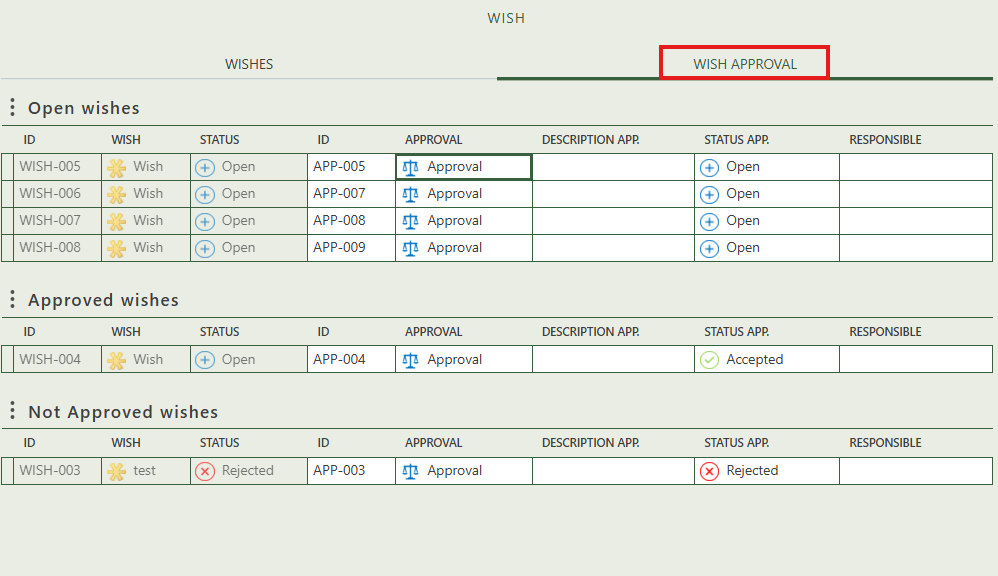 WISH
WISHES WISH APPROVAL
Open wishes
ID WISH STATUS ID APPROVAL DESCRIPTION APP. STATUS APP. RESPONSIBLE
WISH-005 Wish Open APP-005 Approval Open
WISH-006 Wish Open APP-007 Approval Open
WISH-007 Wish Open APP-008 Approval Open
WISH-008 Wish Open APP-009 Approval Open
Approved wishes
ID WISH STATUS ID APPROVAL DESCRIPTION APP. STATUS APP. RESPONSIBLE
WISH-004 Wish Open APP-004 Approval Accepted
Not Approved wishes
ID WISH STATUS ID APPROVAL DESCRIPTION APP. STATUS APP. RESPONSIBLE
WISH-003 test Rejected APP-003 Approval Rejected